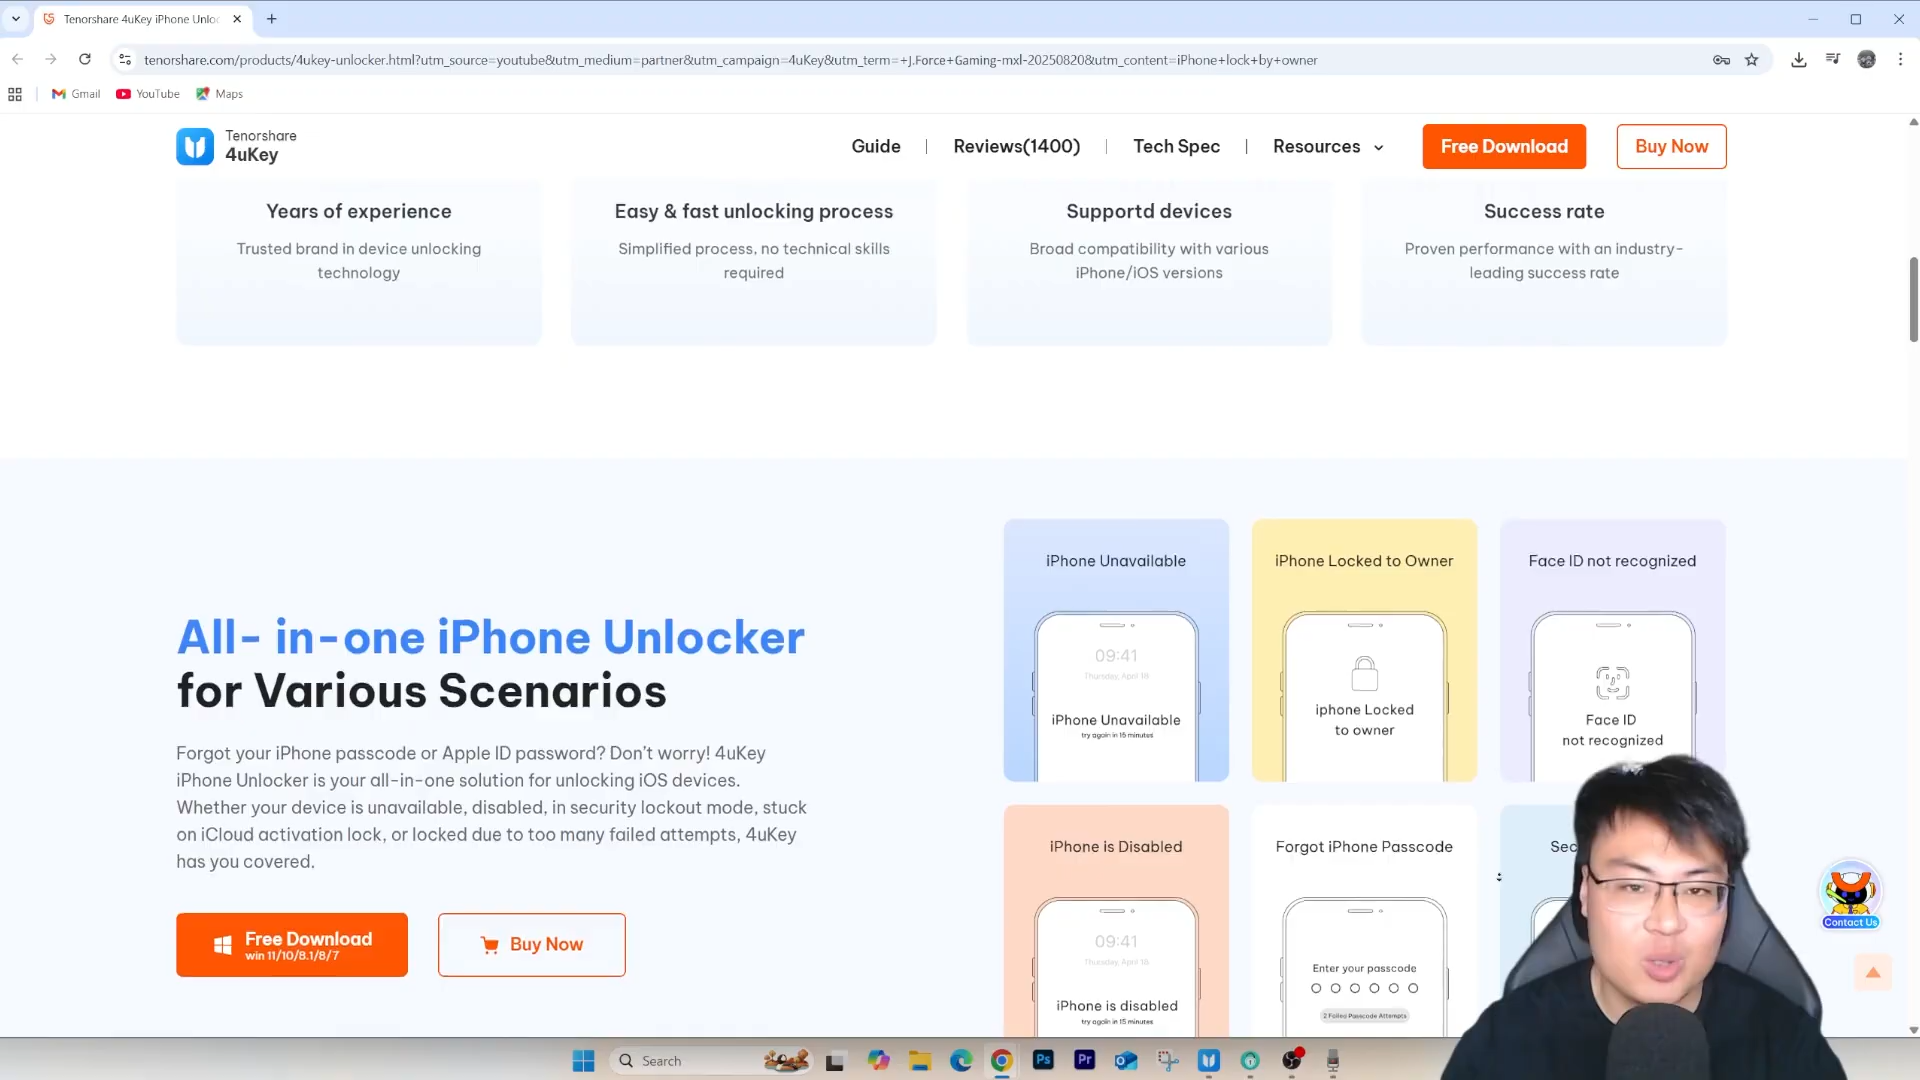 Tenorshare 4uKey iPhone Unloc
tenorshare.com/products/4ukey-unlocker.html?utm_source=youtube&utm_medium=partner&utm_campaign=4uKey&utm_term=+J.Force+Gaming-mxl-20250820&utm_content=iPhone+lock+by+owner
Gmail
YouTube
Maps
Tenorshare
4uKey
Guide
Reviews(1400)
Tech Spec
Resources
Free Download
Buy Now
Years of experience
Trusted brand in device unlocking
technology
Easy & fast unlocking process
Simplified process, no technical skills
required
Supportd devices
Broad compatibility with various
iPhone/iOS versions
Success rate
Proven performance with an industry-
leading success rate
All- in-one iPhone Unlocker
for Various Scenarios
Forgot your iPhone passcode or Apple ID password? Don't worry! 4uKey
iPhone Unlocker is your all-in-one solution for unlocking iOS devices.
Whether your device is unavailable, disabled, in security lockout mode, stuck
on iCloud activation lock, or locked due to too many failed attempts, 4uKey
has you covered.
Free Download
win 11/10/8.1/8/7
Buy Now
iPhone Unavailable
09:41
Thursday, April 18
iPhone Unavailable
try again in 15 minutes
iPhone Locked to Owner
iphone Locked
to owner
Face ID not recognized
Face ID
not recognized
iPhone is Disabled
09:41
Thursday, April 18
iPhone is disabled
try again in 15 minutes
Forgot iPhone Passcode
Enter your passcode
2 Failed Passcode Attempts
Sec
Contact Us
Search
Ps
Pr